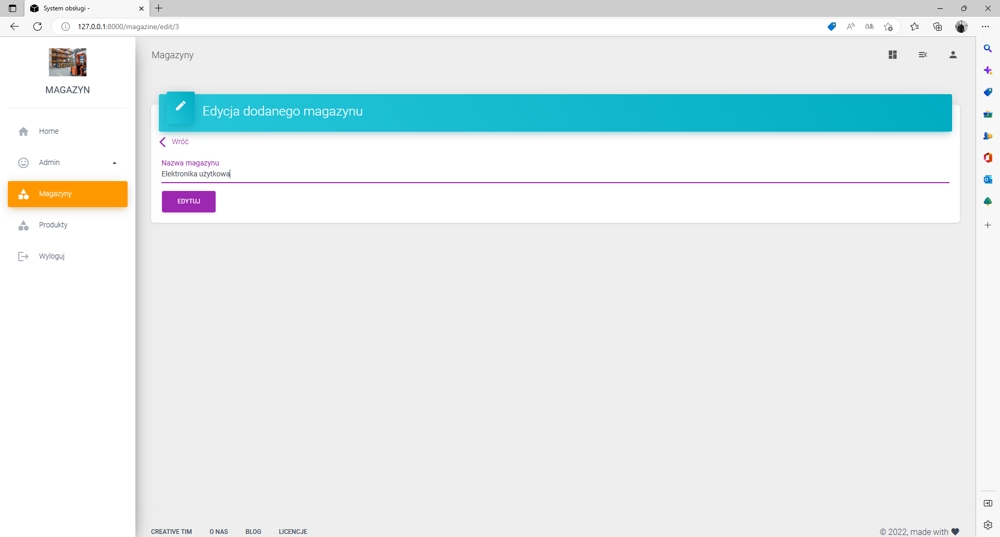 System obsługi -
127.0.0.1:8000/magazine/edit/3
MAGAZYN
Home
Admin
Magazyny
Produkty
Wyloguj
Magazyny
Edycja dodanego magazynu
Wróć
Nazwa magazynu
Elektronika użytkowa
EDYTUJ
CREATIVE TIM O NAS BLOG LICENCJE
© 2022, made with